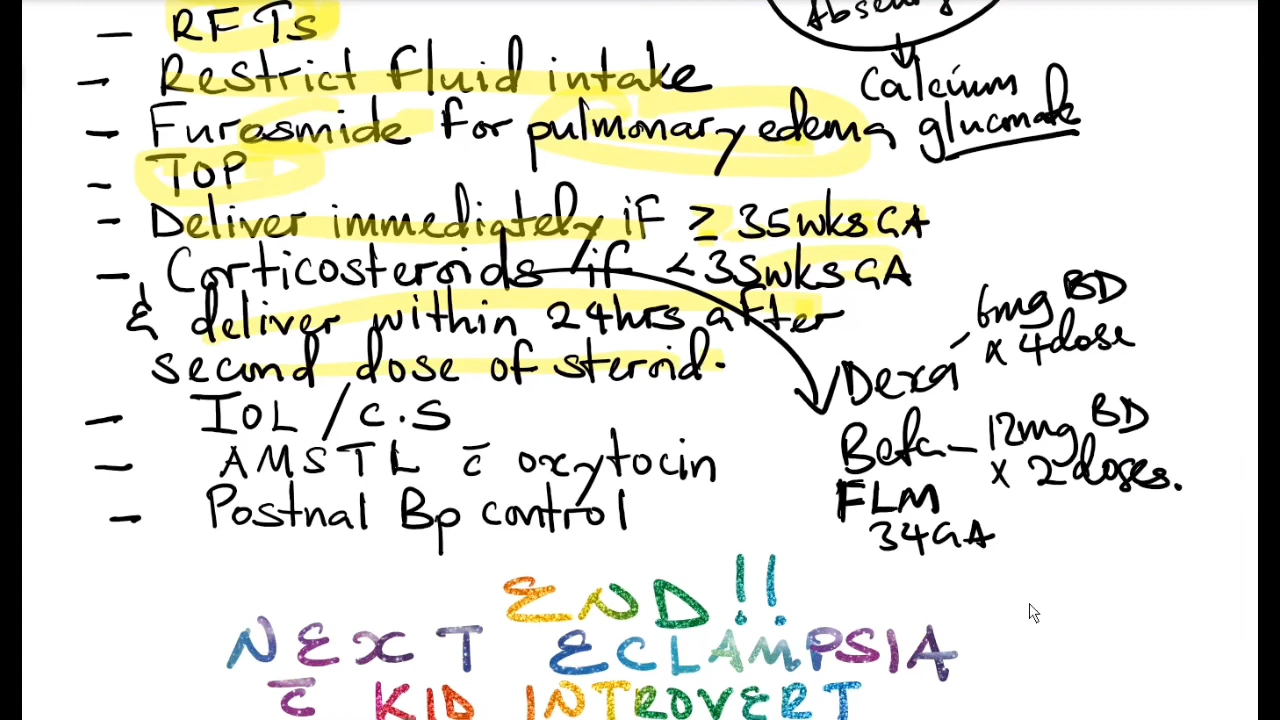 - RFTs
- Restrict fluid intake
- Furosmide for pulmonary edema
- TOP
- Deliver immediately if ≥ 35wks GA
- Corticosteroids if <35wks GA
& deliver within 24hrs after
second dose of steroid.
- IOL / C.S
- AMSTL c̄ oxytocin
- Postnal Bp control
Absent
Calcium
gluconate
Dexa - 6mg BD
x 4dose
Beta - 12mg BD
x 2doses.
FLM
34GA
END!!
NEXT ECLAMPSIA
c̄ KID INTROVERT